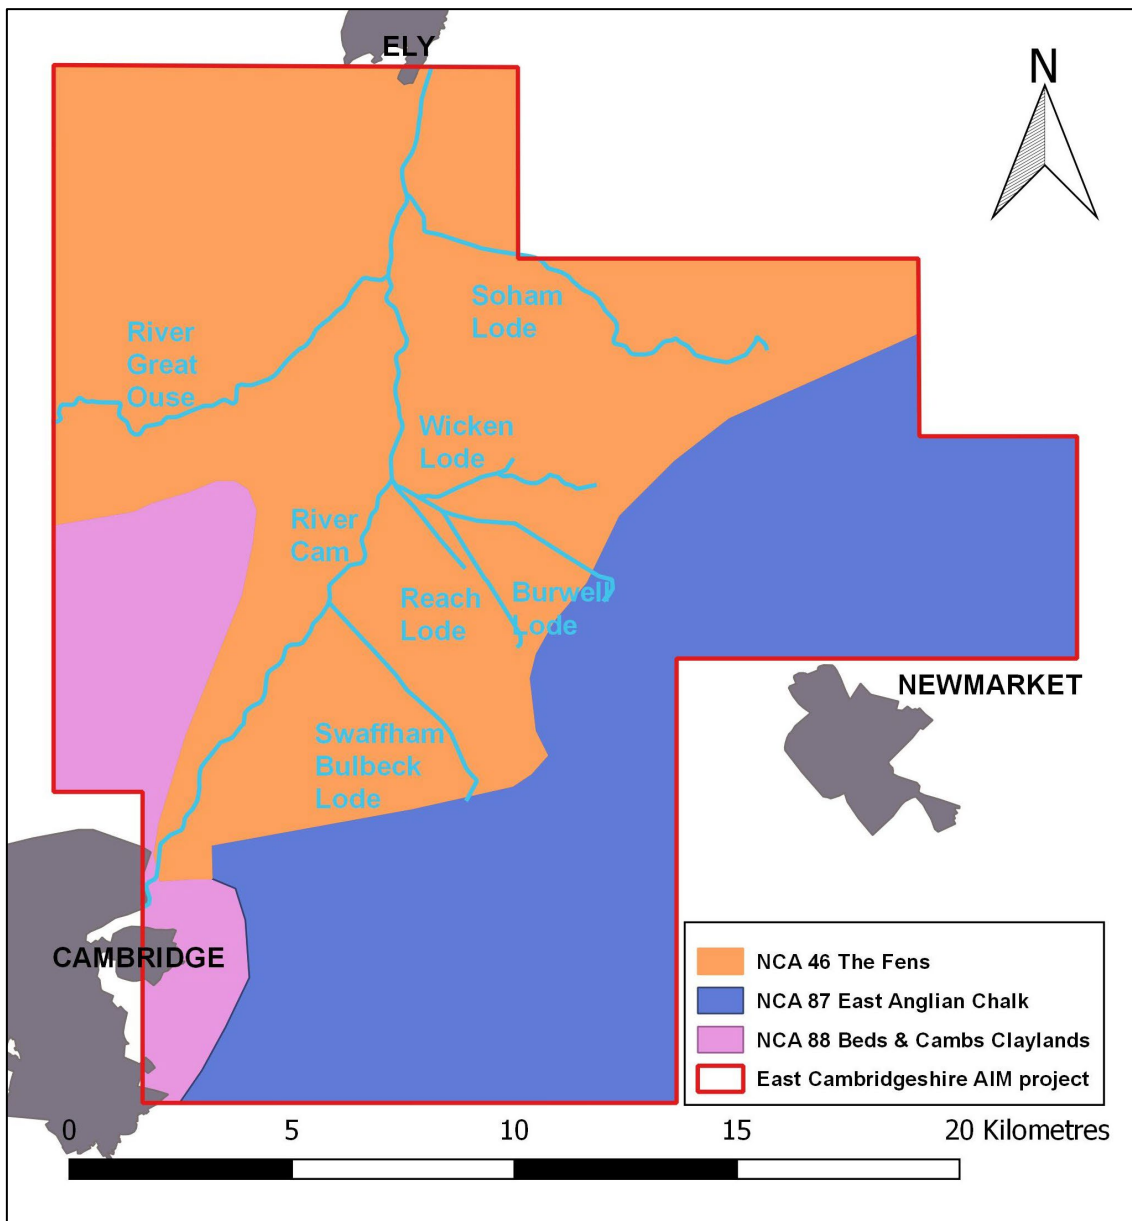 ELY
N
Soham
Lode
River
Great
Ouse
Wicken
Lode
River
Cam
Reach
Lode
Burwell
Lode
NEWMARKET
Swaffham
Bulbeck
Lode
CAMBRIDGE
NCA 46 The Fens
NCA 87 East Anglian Chalk
NCA 88 Beds & Cambs Claylands
East Cambridgeshire AIM project
0 5 10 15 20 Kilometres